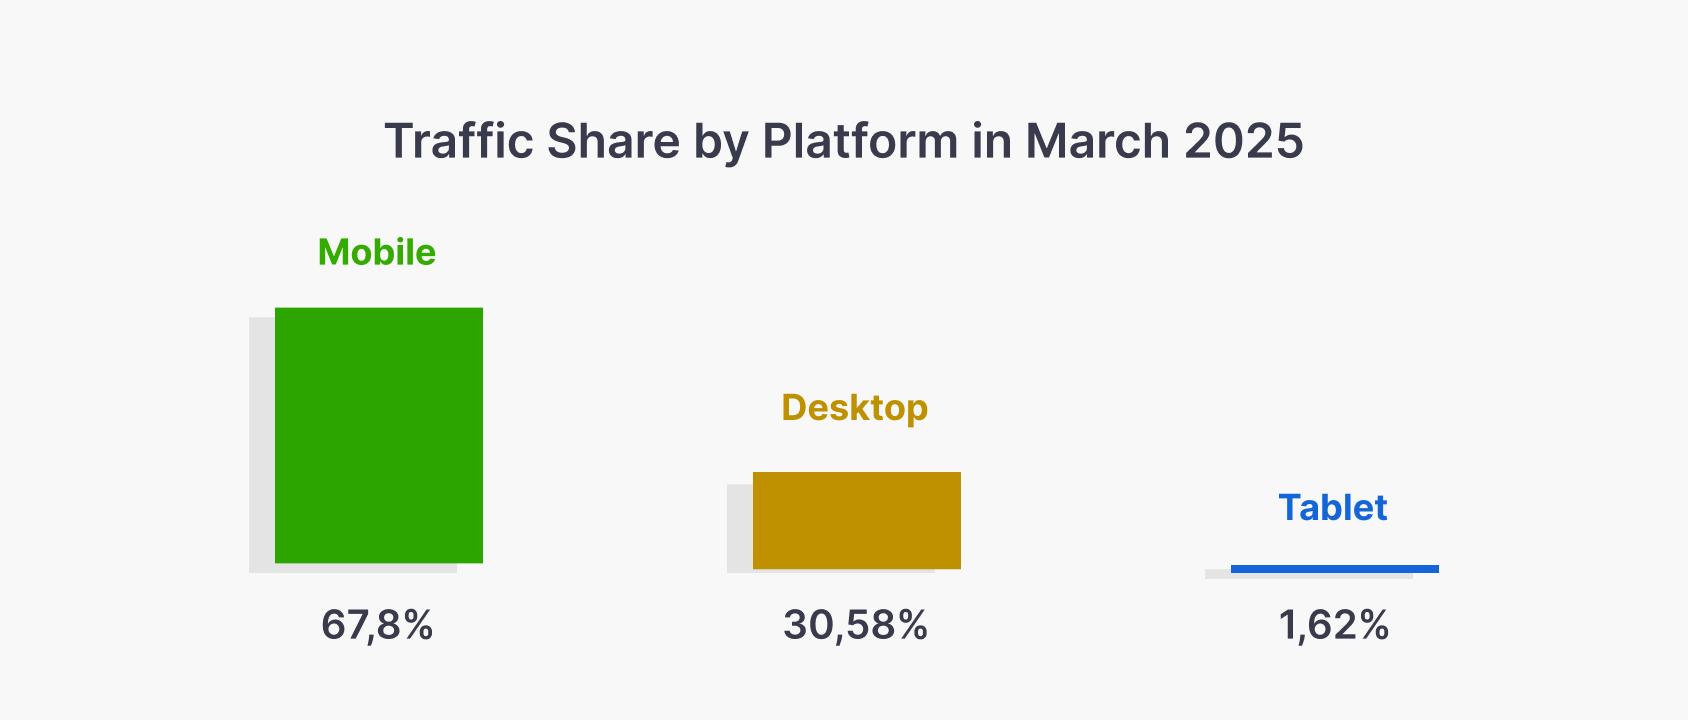 Traffic Share by Platform in March 2025
Mobile
Desktop
Tablet
67,8%
30,58%
1,62%